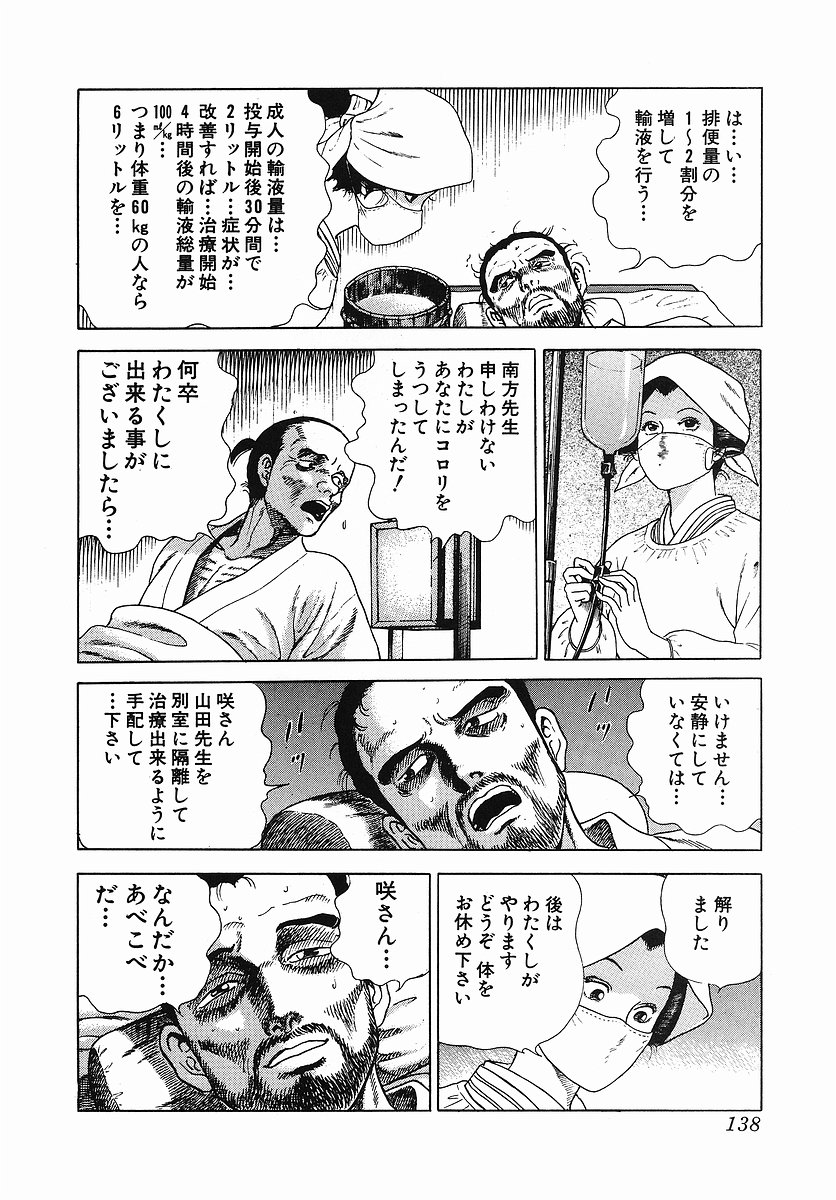 は…い…
排便量の
1～2割分を
増して
輸液を行う…
成人の輸液量は…
投与開始後30分間で
2リットル…症状が…
改善すれば…治療開始
4時間後の輸液総量が
100㎖/㎏…
つまり体重60㎏の人なら
6リットルを…
南方先生
申しわけない
わたしが
あなたにコロリを
うつして
しまったんだ！
何卒
わたくしに
出来る事が
ございましたら…
いけません…
安静にして
いなくては…
ハッ
ハッ
咲さん
山田先生を
別室に隔離して
治療出来るように
手配して
…下さい
解り
ました
後は
わたくしが
やります
どうぞ 体を
お休め下さい
咲さん…
なんだか…
あべこべ
だ…
138